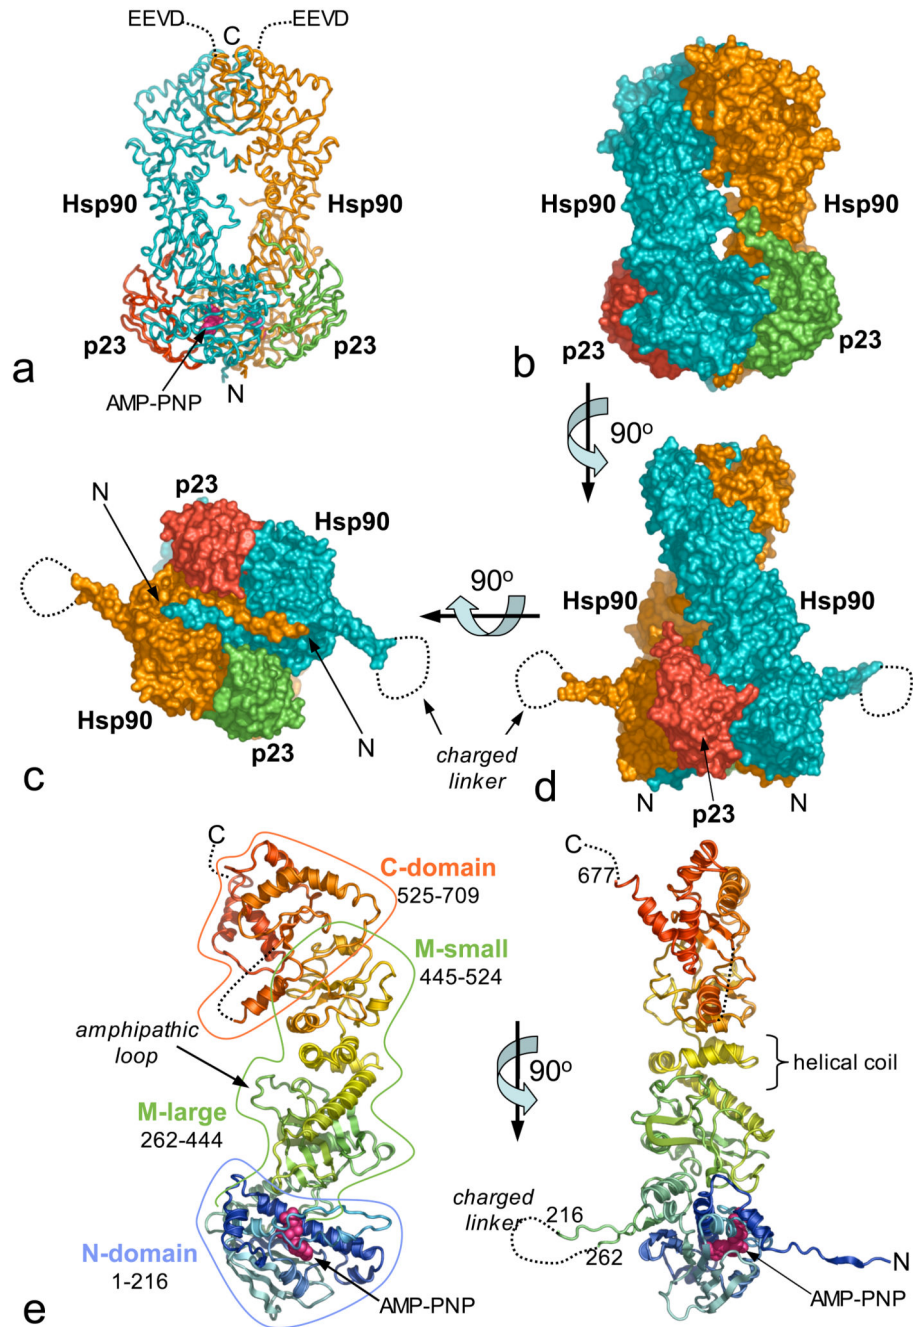 EEVD
C
EEVD
Hsp90
Hsp90
p23
p23
AMP-PNP
N
a
Hsp90
Hsp90
p23
p23
b
90°
N
p23
Hsp90
Hsp90
p23
N
c
90°
charged
linker
Hsp90
Hsp90
N
N
p23
d
C
C-domain
525-709
M-small
445-524
amphipathic
loop
M-large
262-444
N-domain
1-216
AMP-PNP
e
90°
C
677
helical coil
charged
linker
216
262
N
AMP-PNP